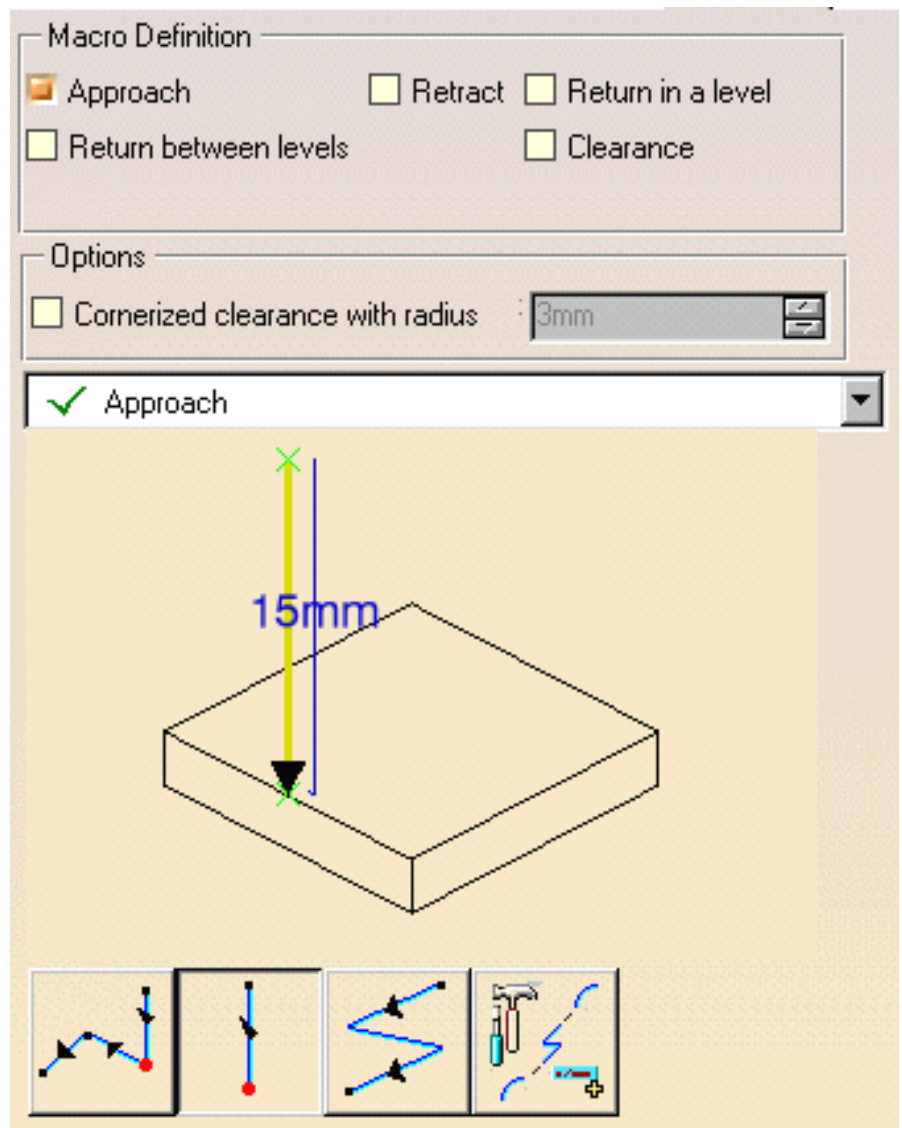 Macro Definition
Approach Retract Return in a level
Return between levels Clearance
Options
Cornerized clearance with radius : 3mm
Approach
15mm